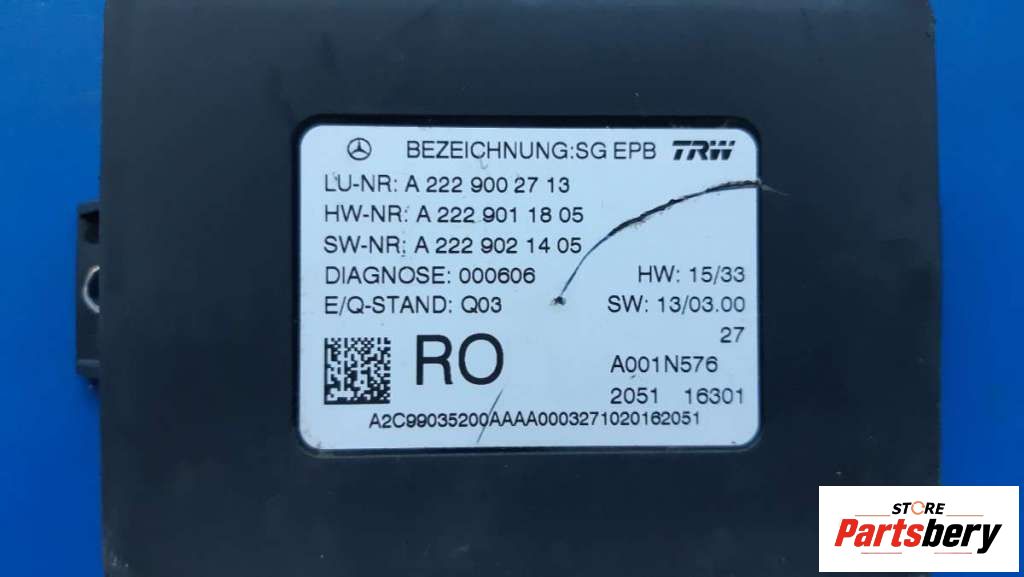 BEZEICHNUNG:SG EPB TRW
LU-NR: A 222 900 27 13
HW-NR: A 222 901 18 05
SW-NR: A 222 902 14 05
DIAGNOSE: 000606 HW: 15/33
E/Q-STAND: Q03 SW: 13/03.00
27
RO A001N576
2051 16301
A2C99035200AAAA0003271020162051
STORE
Partsbery